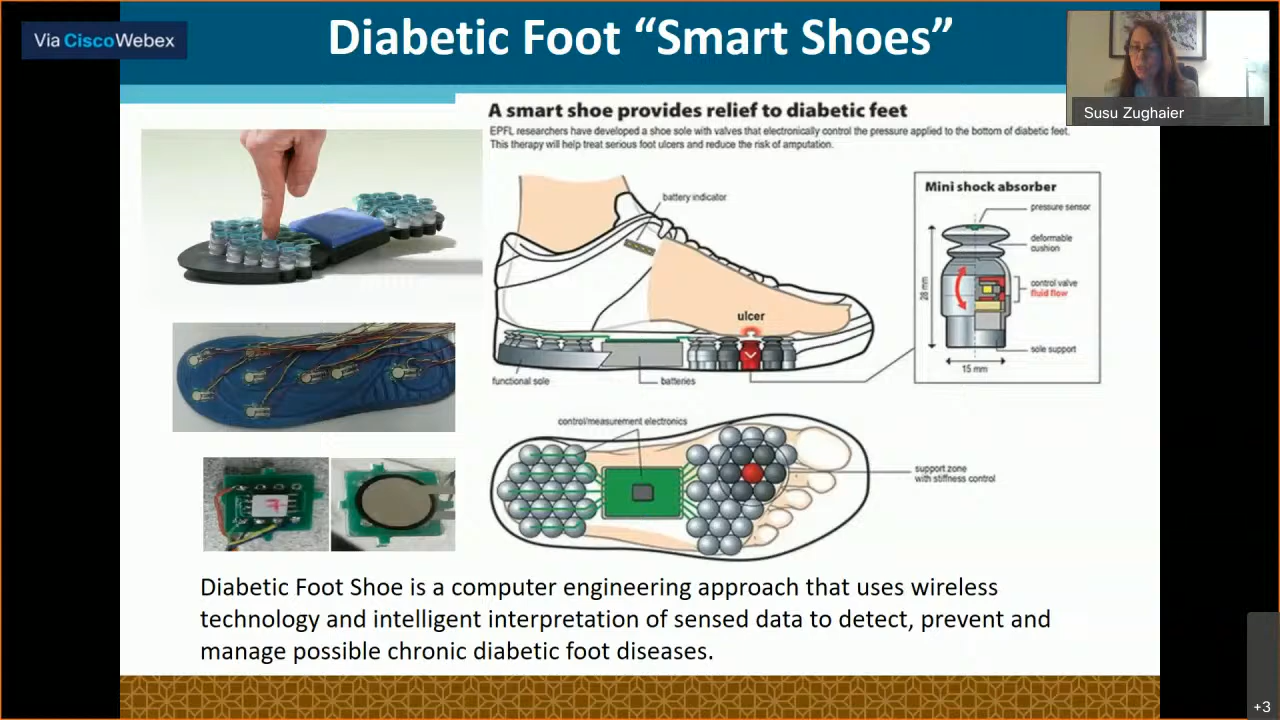 Via CiscoWebex
Diabetic Foot “Smart Shoes”
Susu Zughaier
A smart shoe provides relief to diabetic feet
EPFL researchers have developed a shoe sole with valves that electronically control the pressure applied to the bottom of diabetic feet.
This therapy will help treat serious foot ulcers and reduce the risk of amputation.
battery indicator
ulcer
functional sole
batteries
Mini shock absorber
pressure sensor
deformable
cushion
control valve
fluid flow
28 mm
sole support
15 mm
control/measurement electronics
support zone
with stiffness control
7
Diabetic Foot Shoe is a computer engineering approach that uses wireless
technology and intelligent interpretation of sensed data to detect, prevent and
manage possible chronic diabetic foot diseases.
+3